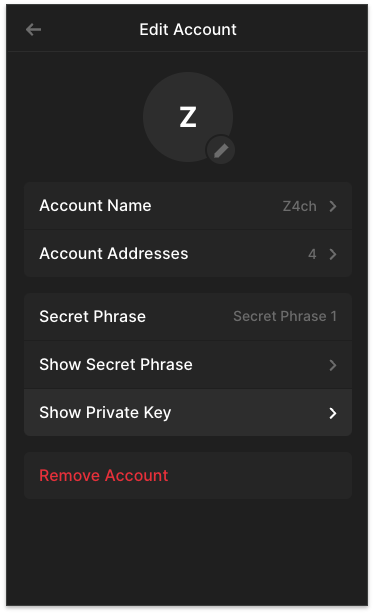 Edit Account
Z
Account Name Z4ch
Account Addresses 4
Secret Phrase Secret Phrase 1
Show Secret Phrase
Show Private Key
Remove Account